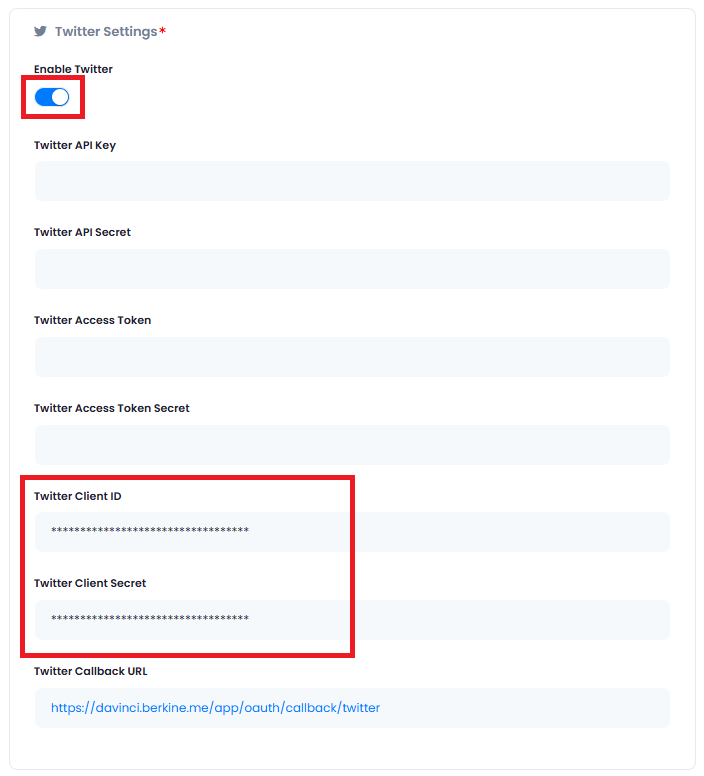 Twitter Settings*
Enable Twitter
Twitter API Key
Twitter API Secret
Twitter Access Token
Twitter Access Token Secret
Twitter Client ID
**********************************
Twitter Client Secret
**********************************
Twitter Callback URL
https://davinci.berkine.me/app/oauth/callback/twitter